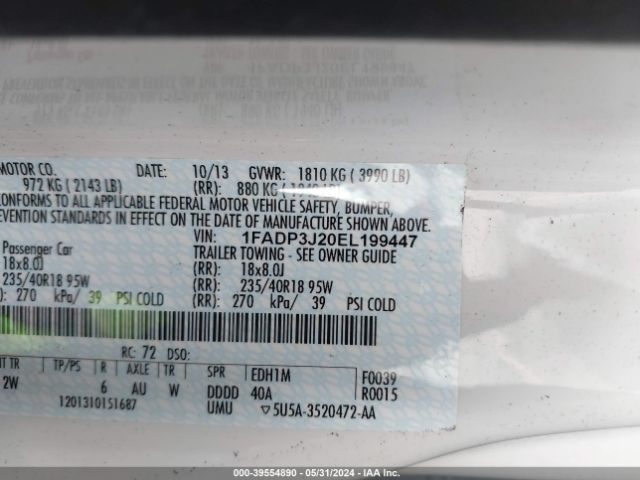 MOTOR CO. DATE: 10/13 GVWR: 1810 KG ( 3990 LB)
972 KG ( 2143 LB) (RR): 880 KG
CONFORMS TO ALL APPLICABLE FEDERAL MOTOR VEHICLE SAFETY, BUMPER,
EVENTION STANDARDS IN EFFECT ON THE DATE OF MANUFACTURE SHOWN ABOVE.
VIN: 1FADP3J20EL199447
Passenger Car TRAILER TOWING - SEE OWNER GUIDE
18x8.0J (RR): 18x8.0J
235/40R18 95W (RR): 235/40R18 95W
): 270 kPa/ 39 PSI COLD (RR): 270 kPa/ 39 PSI COLD
RC: 72 DSO:
NT TR TP/PS R AXLE TR SPR EDH1M F0039
2W 6 AU W DDDD 40A R0015
1201310151687 UMU ▽5U5A-3520472-AA
000-39554890 - 05/31/2024 - COPART, INC.